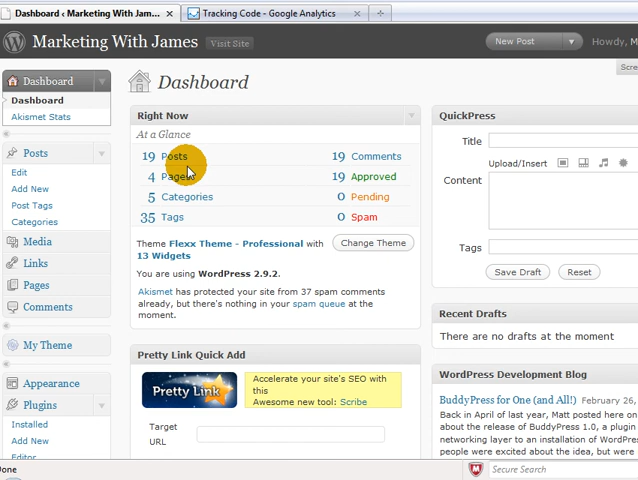 Dashboard ‹ Marketing With Jam...
Tracking Code - Google Analytics
Marketing With James
Visit Site
New Post
Howdy,
Dashboard
Dashboard
Akismet Stats
Posts
Edit
Add New
Post Tags
Categories
Media
Links
Pages
Comments
My Theme
Appearance
Plugins
Installed
Add New
Editor
Dashboard
Right Now
At a Glance
19 Posts
19 Comments
4 Pages
19 Approved
5 Categories
0 Pending
35 Tags
0 Spam
Theme Flexx Theme - Professional with
13 Widgets
Change Theme
You are using WordPress 2.9.2.
Akismet has protected your site from 37 spam comments
already, but there's nothing in your spam queue at the
moment.
Pretty Link Quick Add
Pretty Link
Accelerate your site's SEO with
this
Awesome new tool: Scribe
Target
URL
QuickPress
Title
Upload/Insert
Content
Tags
Save Draft
Reset
Recent Drafts
There are no drafts at the moment
WordPress Development Blog
BuddyPress for One (and All!) February 26,
Back in April of last year, Matt posted here on
about the release of BuddyPress 1.0, a plugin
networking layer to an installation of WordPress
people were excited about the idea, but were
Secure Search